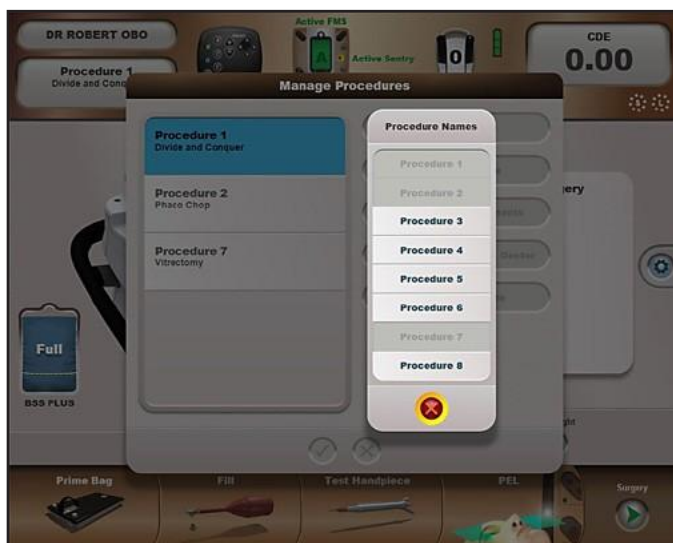 DR ROBERT OBO
Procedure 1
Divide and Conq
Active FMS
A
Active Sentry
0
CDE
0.00
Manage Procedures
Procedure 1
Divide and Conquer
Procedure 2
Phaco Chop
Procedure 7
Vitrectomy
Procedure Names
Procedure 1
Procedure 2
Procedure 3
Procedure 4
Procedure 5
Procedure 6
Procedure 7
Procedure 8
ery
Full
BSS PLUS
ght
Prime Bag
Fill
Test Handpiece
PEL
Surgery